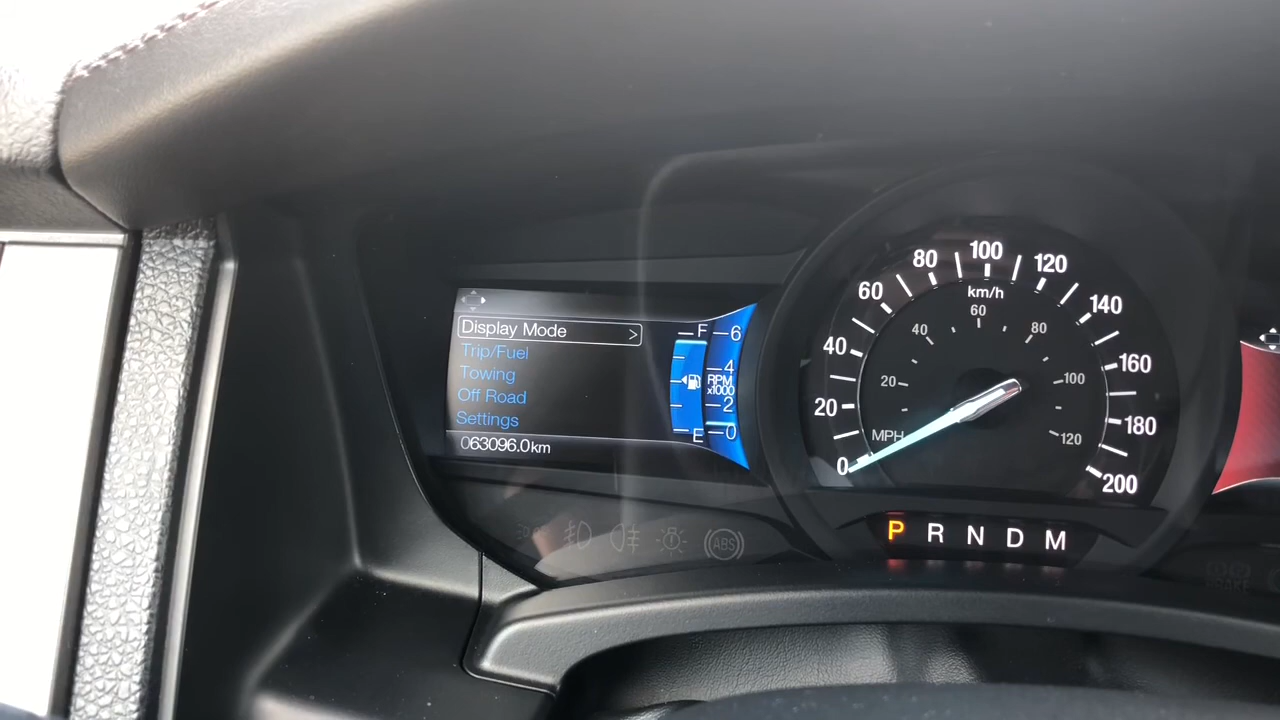 Display Mode >
Trip/Fuel
Towing
Off Road
Settings
063096.0km
F
E
6
4
RPM
x1000
2
0
0
20
40
60
80
100
120
140
160
180
200
km/h
MPH
20
40
60
80
100
120
P R N D M
ABS